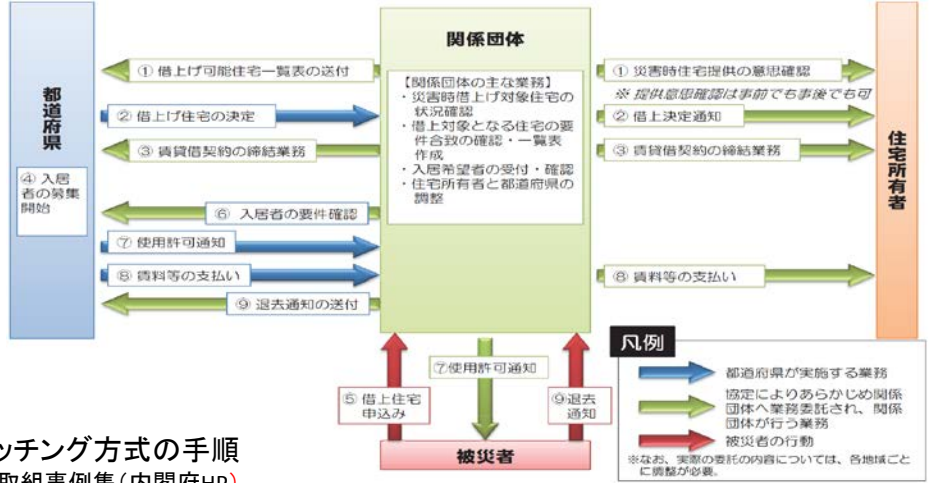 都道府県
④ 入居
者の募集
開始
① 借上げ可能住宅一覧表の送付
② 借上げ住宅の決定
③ 賃貸借契約の締結業務
⑥ 入居者の要件確認
⑦ 使用許可通知
⑧ 賃料等の支払い
⑨ 退去通知の送付
関係団体
【関係団体の主な業務】
・災害時借上げ対象住宅の
状況確認
・借上対象となる住宅の要
件合致の確認・一覧表
作成
・入居希望者の受付・確認
・住宅所有者と都道府県の
調整
① 災害時住宅提供の意思確認
※ 提供意思確認は事前でも事後でも可
② 借上決定通知
③ 賃貸借契約の締結業務
⑧ 賃料等の支払い
住宅所有者
⑤ 借上住宅
申込み
⑦使用許可通知
⑨退去
通知
被災者
凡例
都道府県が実施する業務
協定によりあらかじめ関係
団体へ業務委託され、関係
団体が行う業務
被災者の行動
※なお、実際の委託の内容については、各地域ごと
に調整が必要。
ッチング方式の手順
取組事例集（内閣府HP）